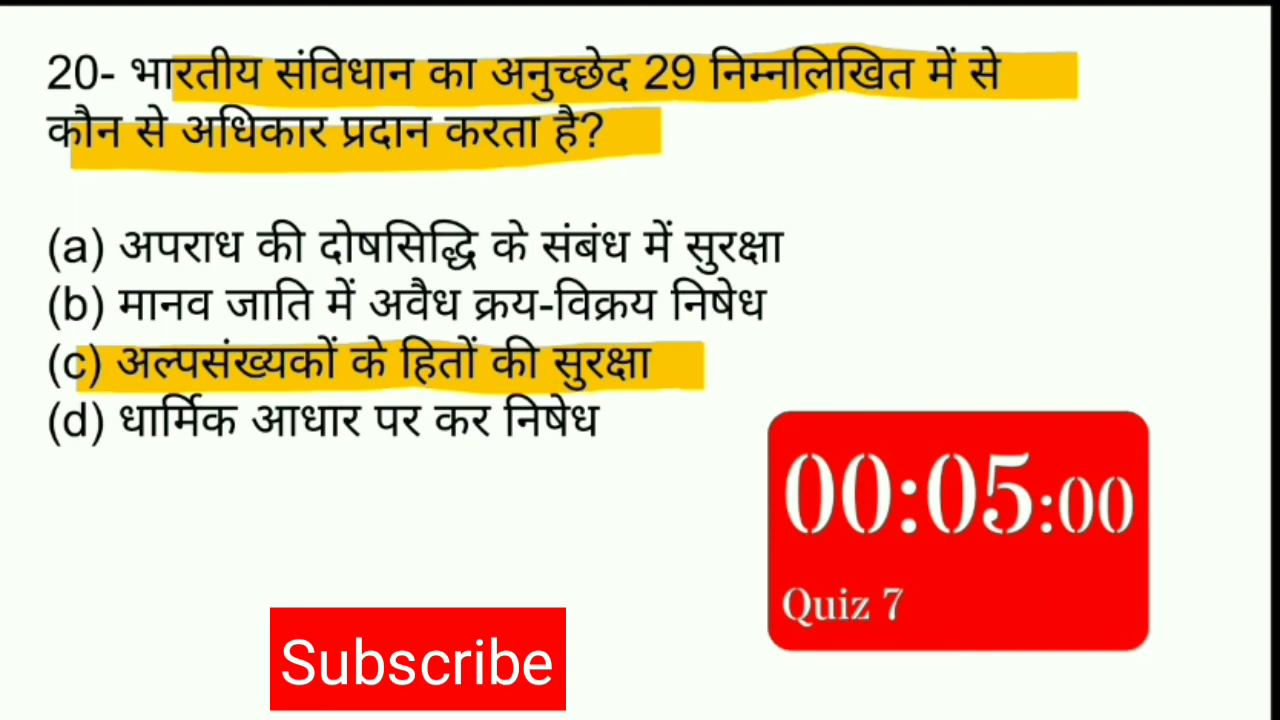 20- भारतीय संविधान का अनुच्छेद 29 निम्नलिखित में से
कौन से अधिकार प्रदान करता है?
(a) अपराध की दोषसिद्धि के संबंध में सुरक्षा
(b) मानव जाति में अवैध क्रय-विक्रय निषेध
(c) अल्पसंख्यकों के हितों की सुरक्षा
(d) धार्मिक आधार पर कर निषेध
00:05:00
Quiz 7
Subscribe